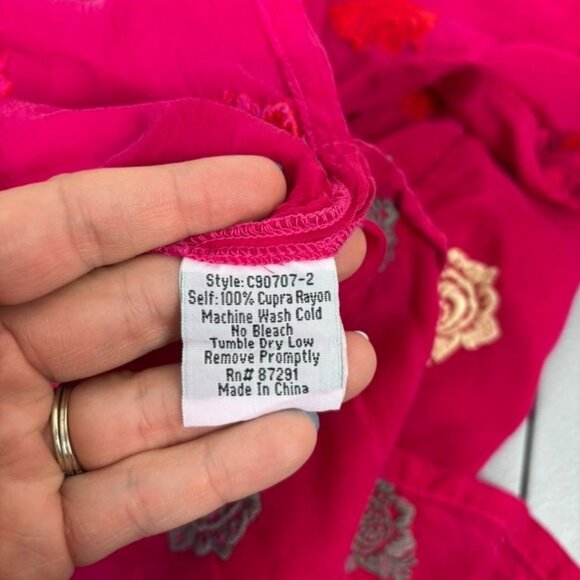 Style: C90707-2
Self: 100% Cupra Rayon
Machine Wash Cold
No Bleach
Tumble Dry Low
Remove Promptly
Rn# 87291
Made In China